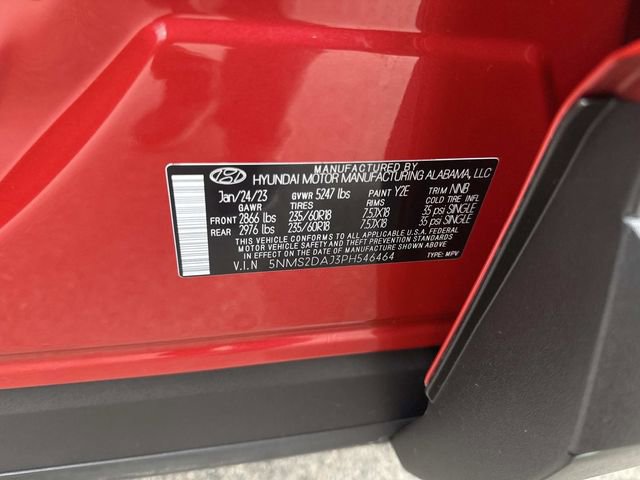 MANUFACTURED BY
HYUNDAI MOTOR MANUFACTURING ALABAMA, LLC
Jan/24/23 GVWR 5247 lbs PAINT Y2E TRIM NNB
GAWR TIRES RIMS COLD TIRE INFL
FRONT 2866 lbs 235/60R18 7.5JX18 35 psi SINGLE
REAR 2976 lbs 235/60R18 7.5JX18 35 psi SINGLE
THIS VEHICLE CONFORMS TO ALL APPLICABLE U.S.A. FEDERAL
MOTOR VEHICLE SAFETY AND THEFT PREVENTION STANDARDS
IN EFFECT ON THE DATE OF MANUFACTURE SHOWN ABOVE.
V.I.N 5NMS2DAJ3PH546464 TYPE: MPV